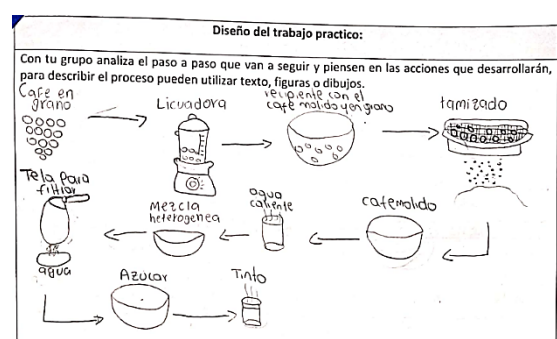 Diseño del trabajo practico:
Con tu grupo analiza el paso a paso que van a seguir y piensen en las acciones que desarrollarán,
para describir el proceso pueden utilizar texto, figuras o dibujos.
Cafe en
grano
Licuadora
recipiente con el
cafe molido y en grano
tamizado
Tela para
filtrar
Mezcla
heterogenea
agua
caliente
cafe molido
agua
Azucar
Tinto